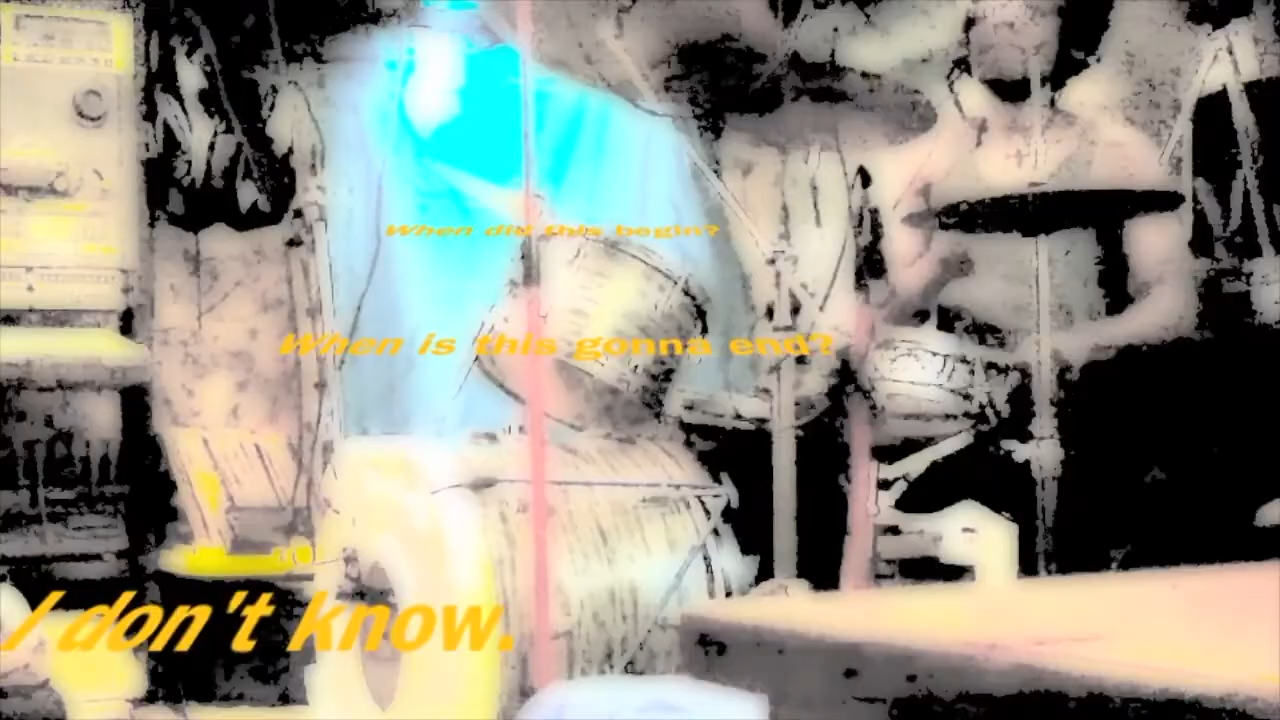 When did this begin?
When is this gonna end?
I don't know.